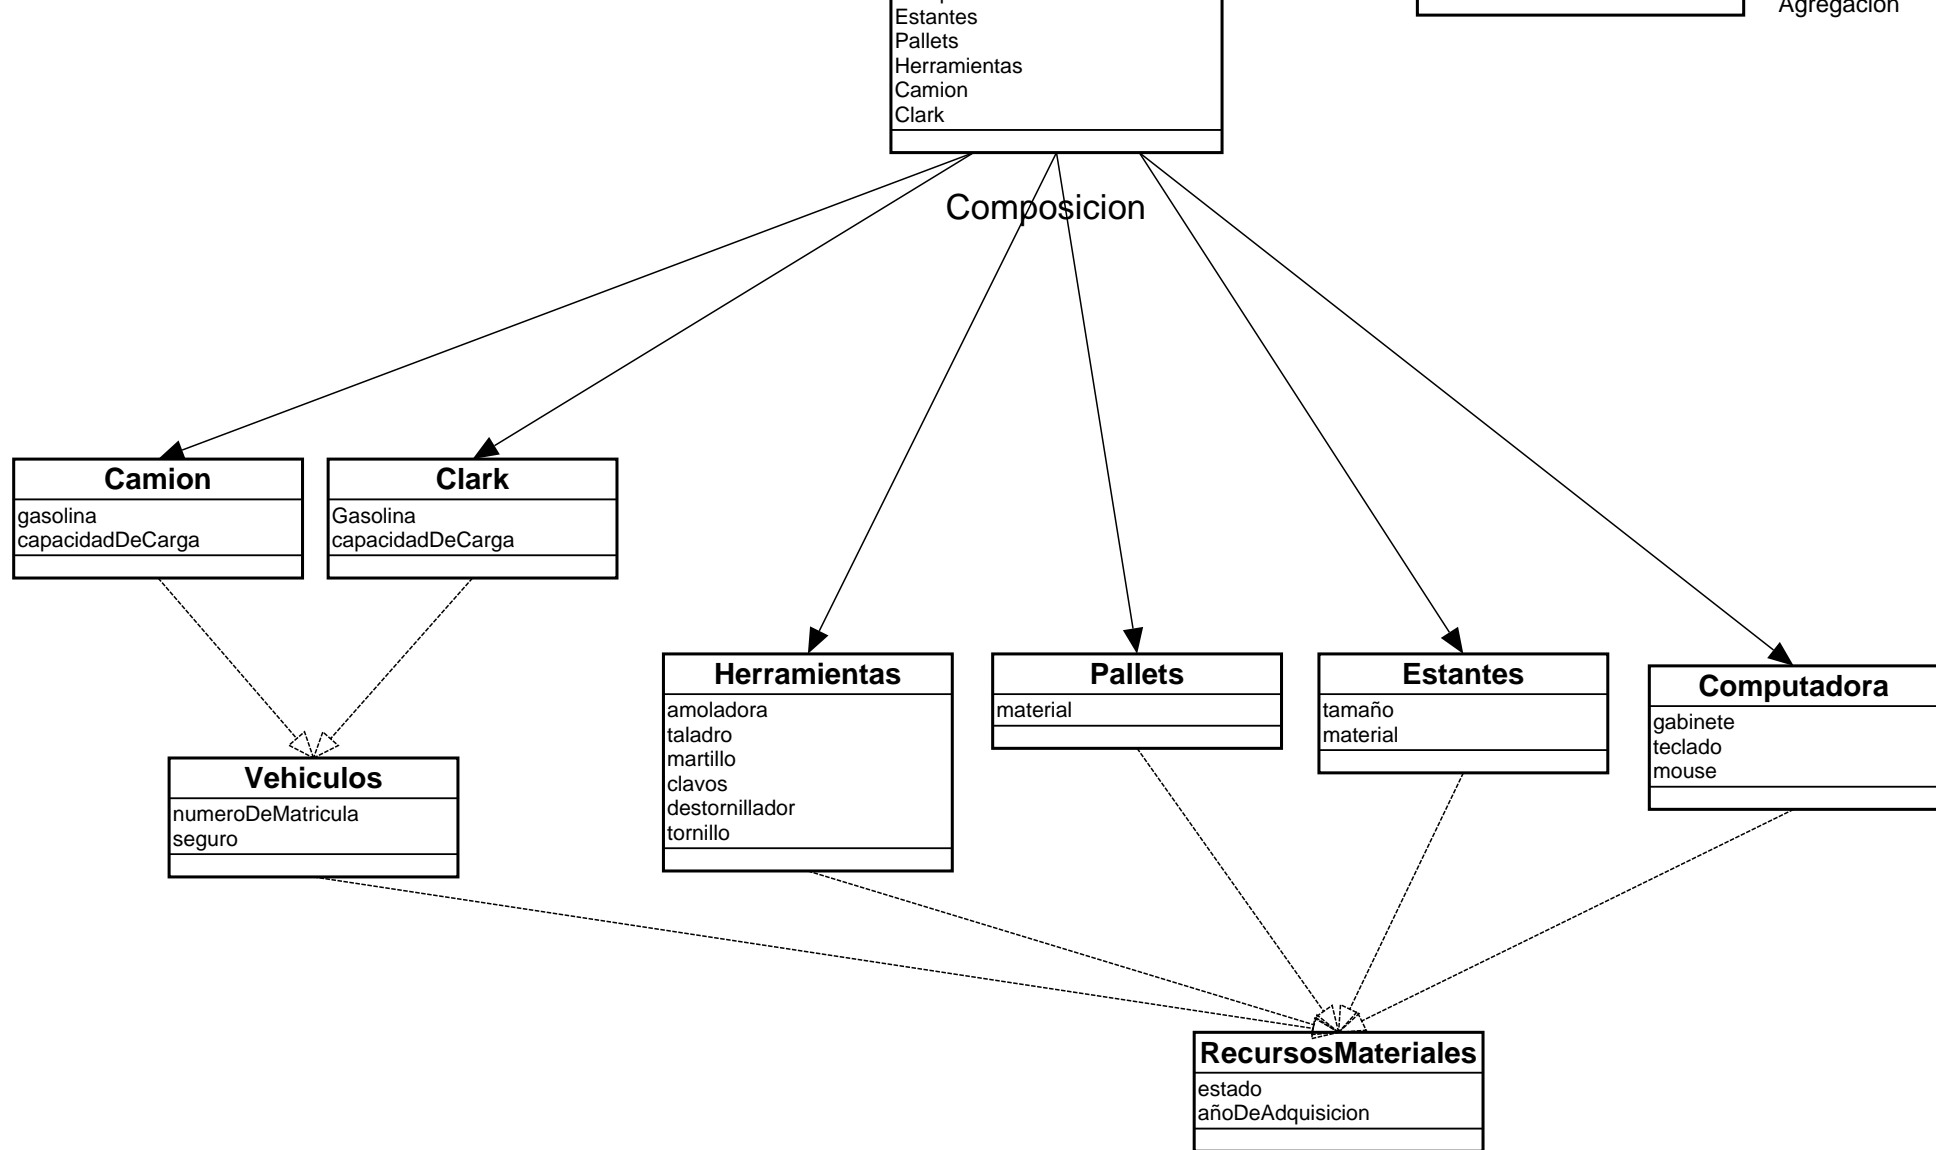 Estantes
Pallets
Herramientas
Camion
Clark
Agregacion
Composicion
Camion
gasolina
capacidadDeCarga
Clark
Gasolina
capacidadDeCarga
Herramientas
amoladora
taladro
martillo
clavos
destornillador
tornillo
Pallets
material
Estantes
tamaño
material
Computadora
gabinete
teclado
mouse
Vehiculos
numeroDeMatricula
seguro
RecursosMateriales
estado
añoDeAdquisicion